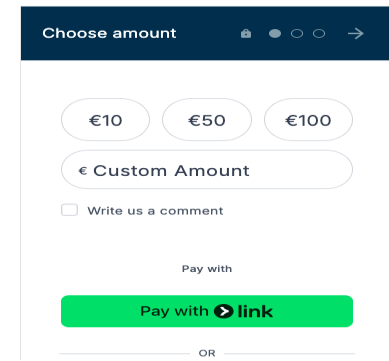 Choose amount
€10 €50 €100
€ Custom Amount
Write us a comment
Pay with
Pay with link
OR